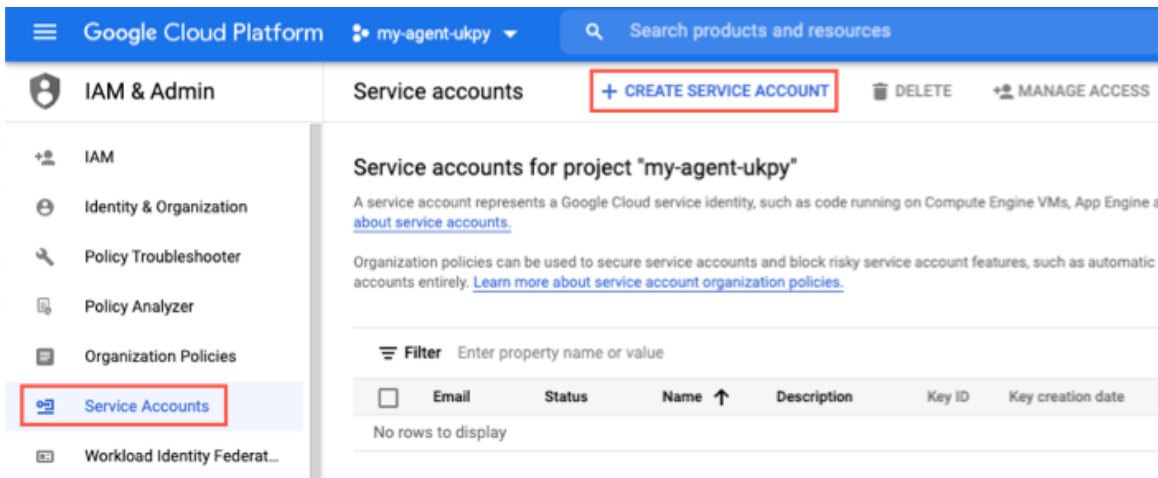 Google Cloud Platform my-agent-ukpy Search products and resources
IAM & Admin
Service accounts + CREATE SERVICE ACCOUNT DELETE MANAGE ACCESS
IAM
Identity & Organization
Policy Troubleshooter
Policy Analyzer
Organization Policies
Service Accounts
Workload Identity Federat...
Service accounts for project "my-agent-ukpy"
A service account represents a Google Cloud service identity, such as code running on Compute Engine VMs, App Engine
about service accounts.
Organization policies can be used to secure service accounts and block risky service account features, such as automatic
accounts entirely. Learn more about service account organization policies.
Filter Enter property name or value
Email Status Name Description Key ID Key creation date
No rows to display